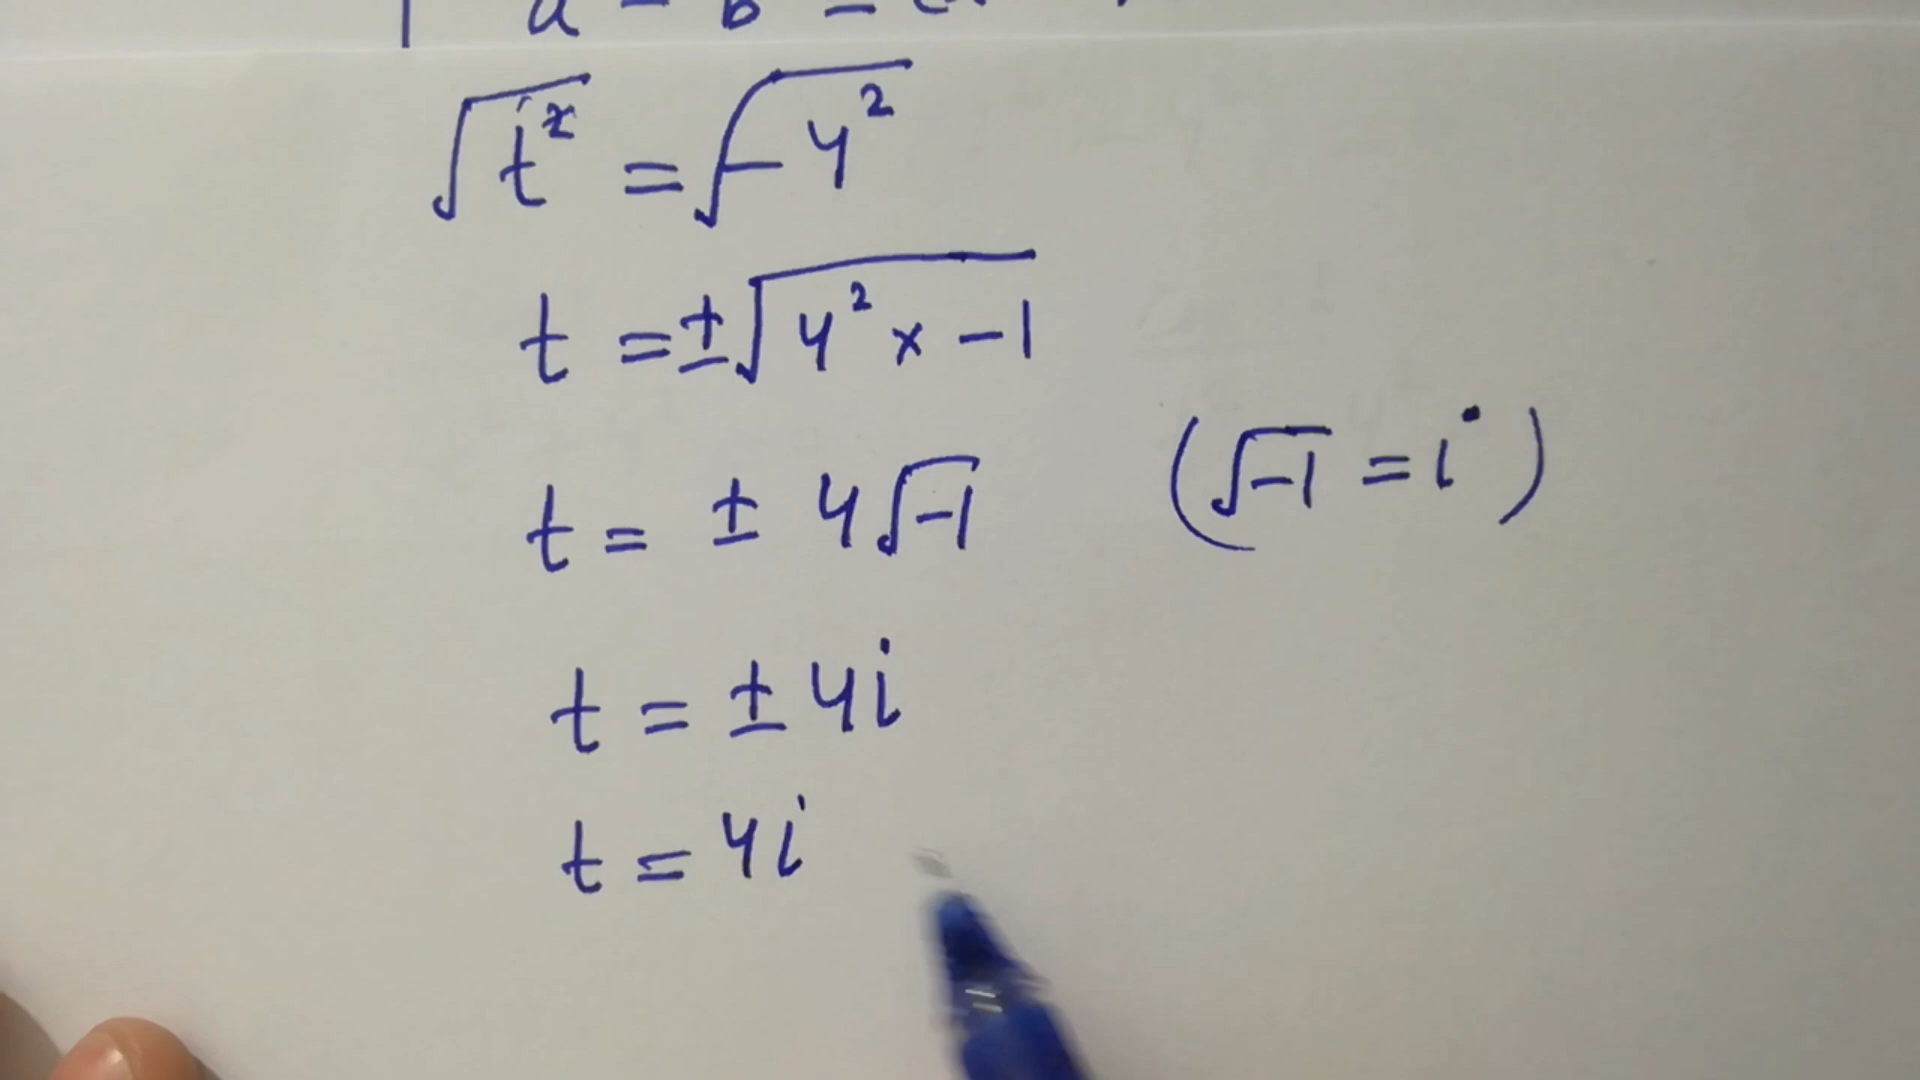 a - b =
√t² = √-4²
t = ±√4² x -1
t = ± 4√-1 (√-1 = i)
t = ± 4i
t = 4i